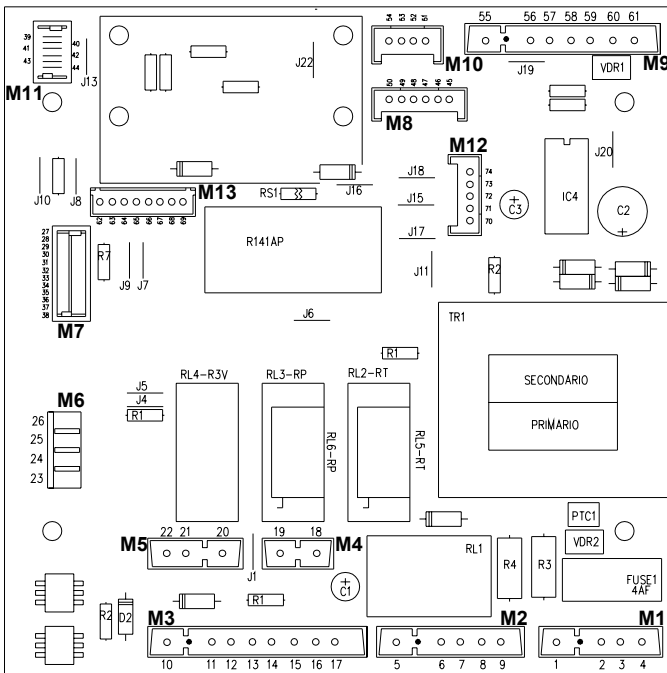 54 53 52 51
55 56 57 58 59 60 61
39
41
43
40
42
44
J13
M11
J22
M10
J19
VDR1
M9
50 49 48 47 46 45
M8
M12
J20
74
73
72
71
70
IC4
C3
C2
+
J10
J8
M13
RS1
J16
J18
J15
J17
62 63 64 65 66 67 68 69
27
28
29
30
31
32
33
34
35
36
37
38
M7
R7
J9
J7
R141AP
J11
R2
J6
TR1
R1
SECONDARIO
PRIMARIO
RL4-R3V
RL3-RP
RL2-RT
RL6-RP
RL5-RT
J5
J4
R1
M6
26
25
24
23
PTC1
VDR2
M5
22 21 20
19 18
M4
J1
+
C1
RL1
R4
R3
FUSE1
4AF
R2
D2
M3
R1
M2
M1
10 11 12 13 14 15 16 17
5 6 7 8 9
1 2 3 4